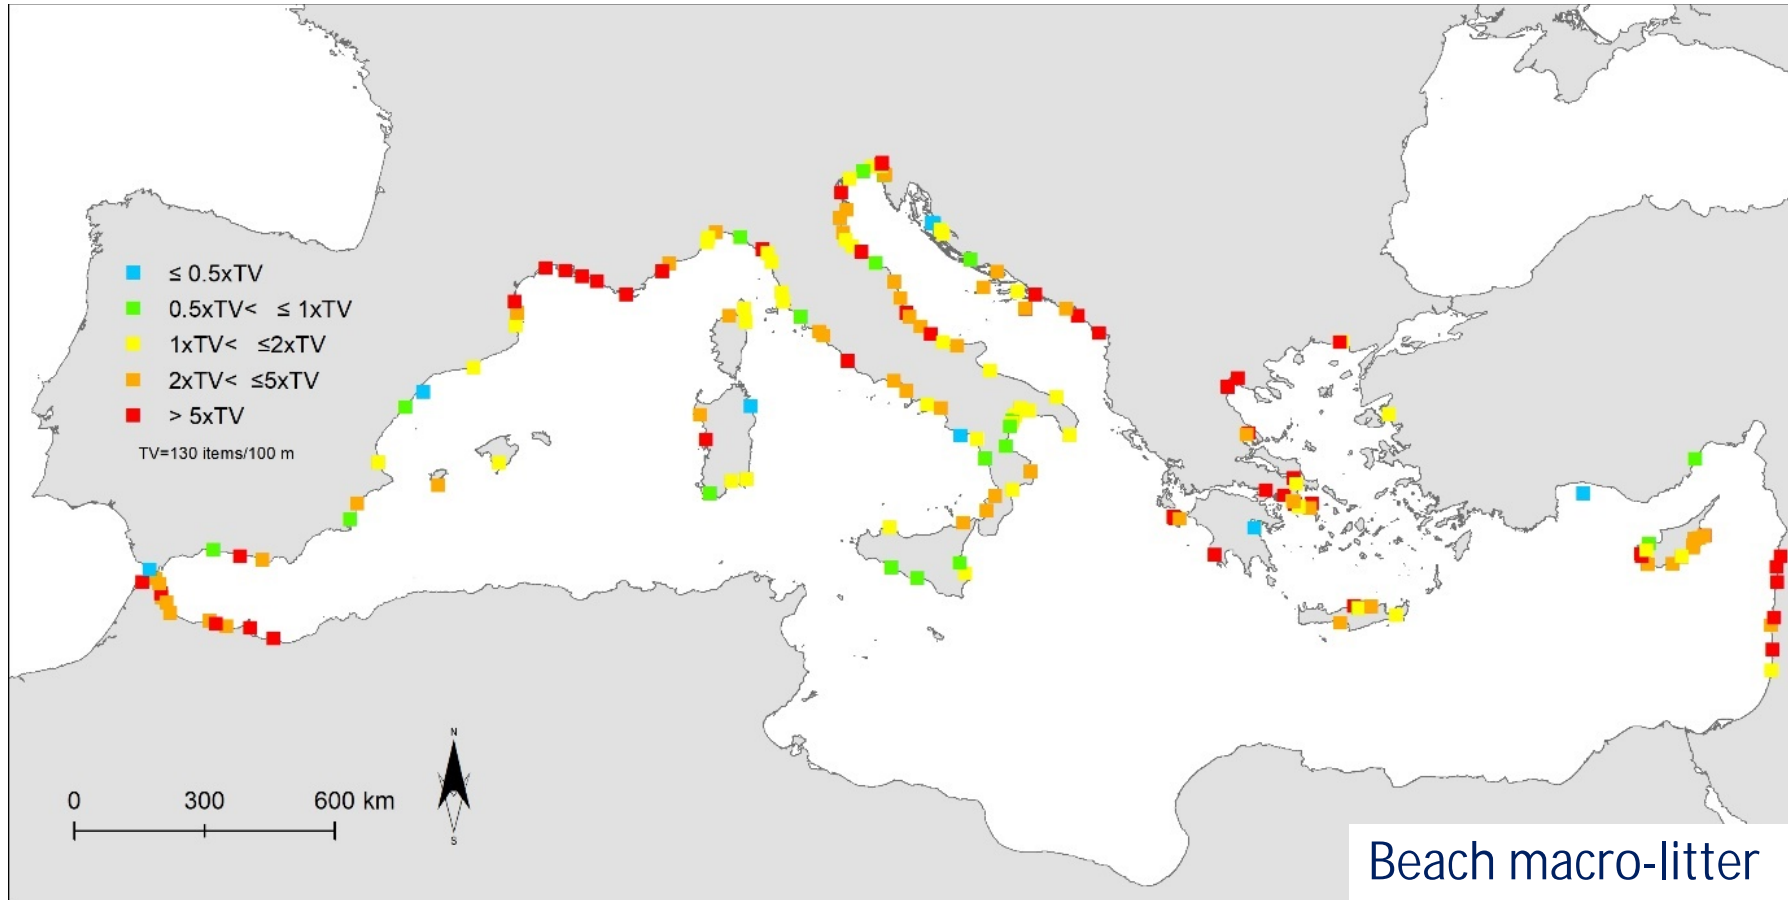 ≤ 0.5xTV
0.5xTV< ≤ 1xTV
1xTV< ≤2xTV
2xTV< ≤5xTV
> 5xTV
TV=130 items/100 m
N
S
0 300 600 km
Beach macro-litter